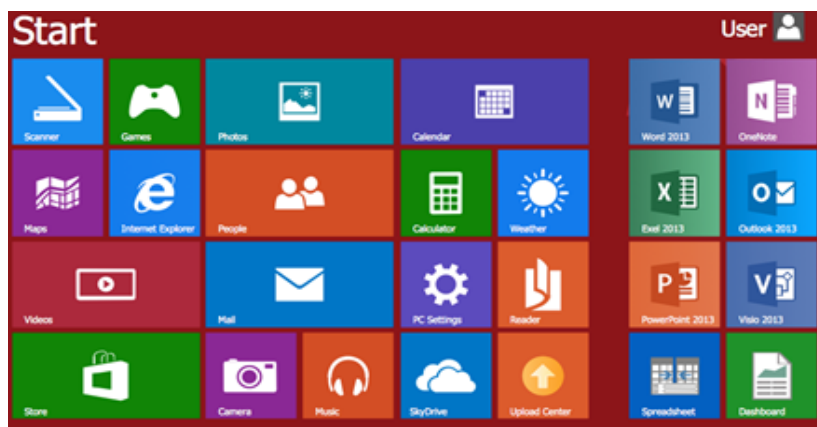 Start
User
Scanner
Games
Photos
Calendar
Word 2013
OneNote
Maps
Internet Explorer
People
Calculator
Weather
Exel 2013
Outlook 2013
Videos
Mail
PC Settings
Reader
PowerPoint 2013
Visio 2013
Store
Camera
Music
SkyDrive
Upload Center
Spreadsheet
Dashboard